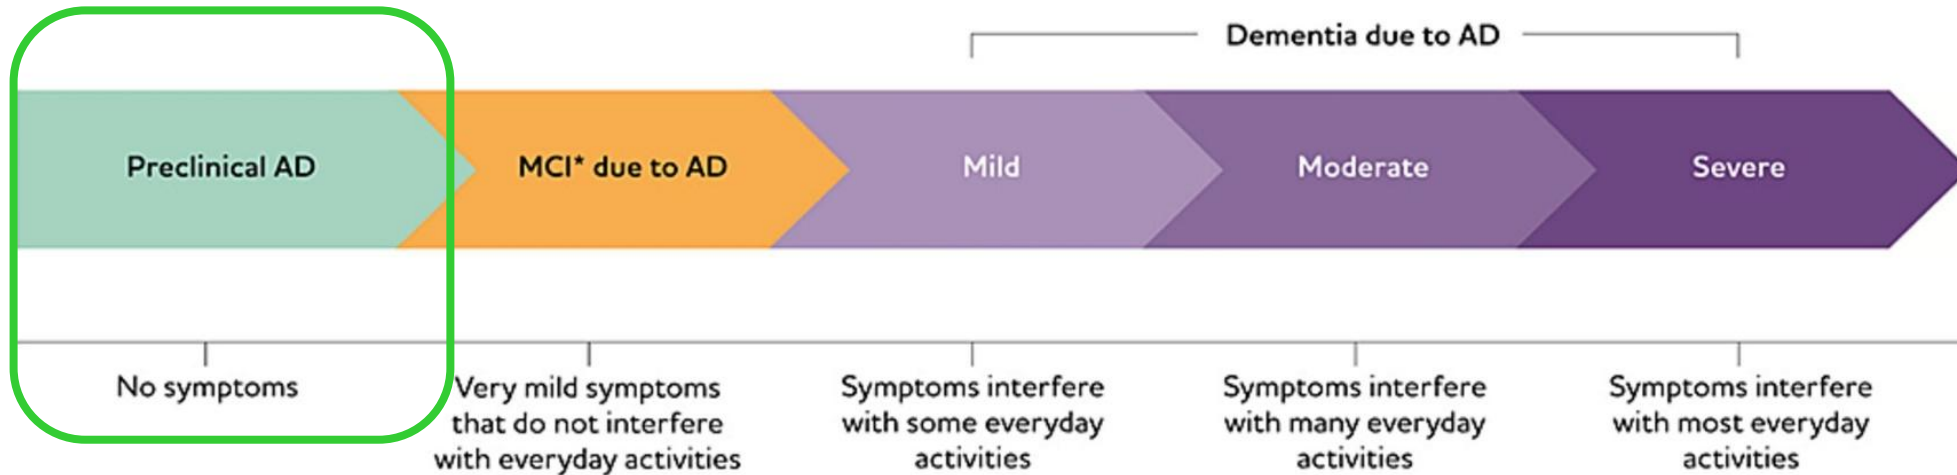 Dementia due to AD
Preclinical AD
MCI* due to AD
Mild
Moderate
Severe
No symptoms
Very mild symptoms
that do not interfere
with everyday activities
Symptoms interfere
with some everyday
activities
Symptoms interfere
with many everyday
activities
Symptoms interfere
with most everyday
activities